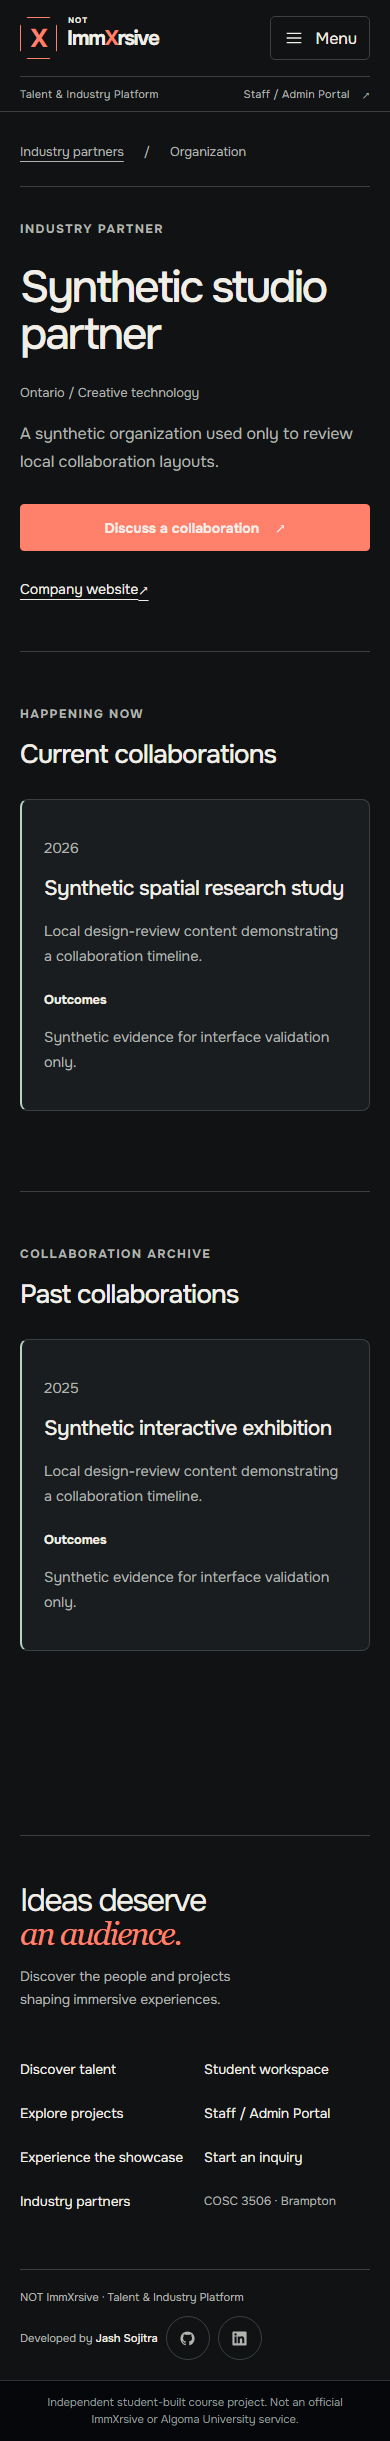 NOT
X ImmXrsive
Menu
Talent & Industry Platform
Staff / Admin Portal ↗
Industry partners / Organization
INDUSTRY PARTNER
Synthetic studio
partner
Ontario / Creative technology
A synthetic organization used only to review
local collaboration layouts.
Discuss a collaboration ↗
Company website↗
HAPPENING NOW
Current collaborations
2026
Synthetic spatial research study
Local design-review content demonstrating
a collaboration timeline.
Outcomes
Synthetic evidence for interface validation
only.
COLLABORATION ARCHIVE
Past collaborations
2025
Synthetic interactive exhibition
Local design-review content demonstrating
a collaboration timeline.
Outcomes
Synthetic evidence for interface validation
only.
Ideas deserve
an audience.
Discover the people and projects
shaping immersive experiences.
Discover talent
Student workspace
Explore projects
Staff / Admin Portal
Experience the showcase
Start an inquiry
Industry partners
COSC 3506 · Brampton
NOT ImmXrsive · Talent & Industry Platform
Developed by Jash Sojitra
Independent student-built course project. Not an official
ImmXrsive or Algoma University service.